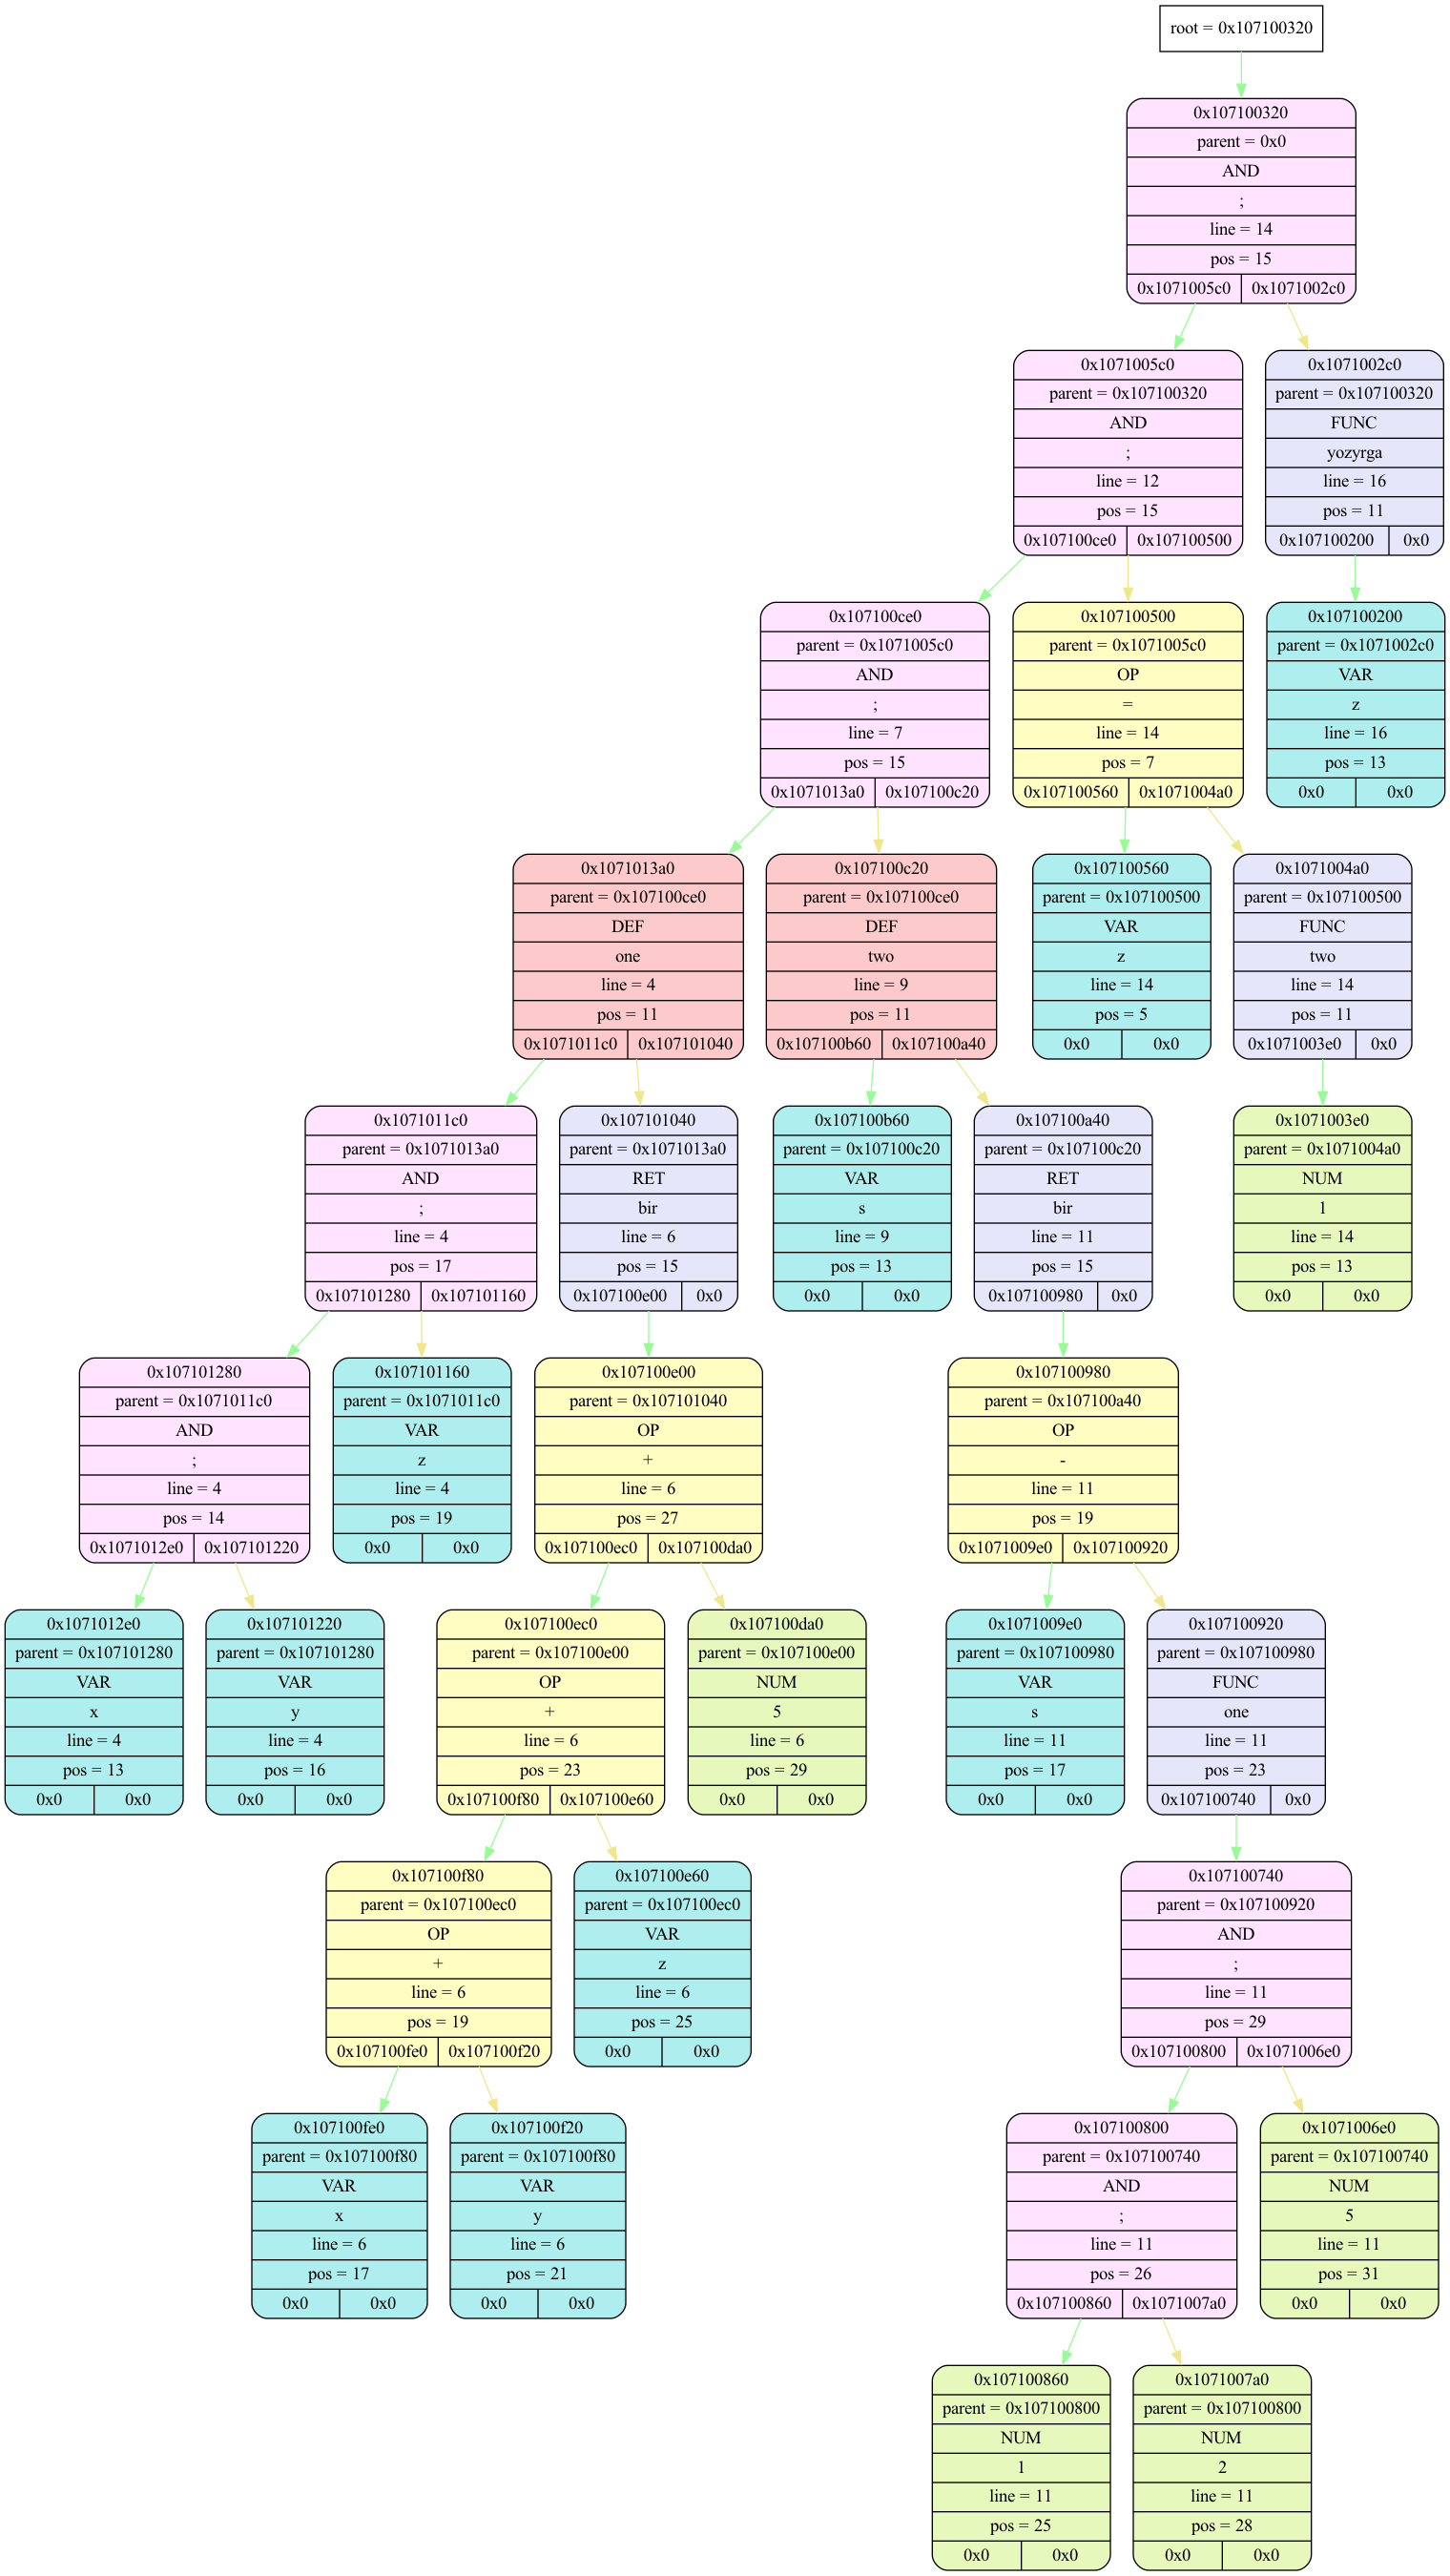 root = 0x107100320
0x107100320
parent = 0x0
AND
;
line = 14
pos = 15
0x1071005c0 0x1071002c0
0x1071005c0
parent = 0x107100320
AND
;
line = 12
pos = 15
0x107100ce0 0x107100500
0x1071002c0
parent = 0x107100320
FUNC
yozyrga
line = 16
pos = 11
0x107100200 0x0
0x107100ce0
parent = 0x1071005c0
AND
;
line = 7
pos = 15
0x1071013a0 0x107100c20
0x107100500
parent = 0x1071005c0
OP
=
line = 14
pos = 7
0x107100560 0x1071004a0
0x107100200
parent = 0x1071002c0
VAR
z
line = 16
pos = 13
0x0 0x0
0x1071013a0
parent = 0x107100ce0
DEF
one
line = 4
pos = 11
0x1071011c0 0x107101040
0x107100c20
parent = 0x107100ce0
DEF
two
line = 9
pos = 11
0x107100b60 0x107100a40
0x107100560
parent = 0x107100500
VAR
z
line = 14
pos = 5
0x0 0x0
0x1071004a0
parent = 0x107100500
FUNC
two
line = 14
pos = 11
0x1071003e0 0x0
0x1071011c0
parent = 0x1071013a0
AND
;
line = 4
pos = 17
0x107101280 0x107101160
0x107101040
parent = 0x1071013a0
RET
bir
line = 6
pos = 15
0x107100e00 0x0
0x107100b60
parent = 0x107100c20
VAR
s
line = 9
pos = 13
0x0 0x0
0x107100a40
parent = 0x107100c20
RET
bir
line = 11
pos = 15
0x107100980 0x0
0x1071003e0
parent = 0x1071004a0
NUM
1
line = 14
pos = 13
0x0 0x0
0x107101280
parent = 0x1071011c0
AND
;
line = 4
pos = 14
0x1071012e0 0x107101220
0x107101160
parent = 0x1071011c0
VAR
z
line = 4
pos = 19
0x0 0x0
0x107100e00
parent = 0x107101040
OP
+
line = 6
pos = 27
0x107100ec0 0x107100da0
0x107100980
parent = 0x107100a40
OP
-
line = 11
pos = 19
0x1071009e0 0x107100920
0x1071012e0
parent = 0x107101280
VAR
x
line = 4
pos = 13
0x0 0x0
0x107101220
parent = 0x107101280
VAR
y
line = 4
pos = 16
0x0 0x0
0x107100ec0
parent = 0x107100e00
OP
+
line = 6
pos = 23
0x107100f80 0x107100e60
0x107100da0
parent = 0x107100e00
NUM
5
line = 6
pos = 29
0x0 0x0
0x1071009e0
parent = 0x107100980
VAR
s
line = 11
pos = 17
0x0 0x0
0x107100920
parent = 0x107100980
FUNC
one
line = 11
pos = 23
0x107100740 0x0
0x107100f80
parent = 0x107100ec0
OP
+
line = 6
pos = 19
0x107100fe0 0x107100f20
0x107100e60
parent = 0x107100ec0
VAR
z
line = 6
pos = 25
0x0 0x0
0x107100740
parent = 0x107100920
AND
;
line = 11
pos = 29
0x107100800 0x1071006e0
0x107100fe0
parent = 0x107100f80
VAR
x
line = 6
pos = 17
0x0 0x0
0x107100f20
parent = 0x107100f80
VAR
y
line = 6
pos = 21
0x0 0x0
0x107100800
parent = 0x107100740
AND
;
line = 11
pos = 26
0x107100860 0x1071007a0
0x1071006e0
parent = 0x107100740
NUM
5
line = 11
pos = 31
0x0 0x0
0x107100860
parent = 0x107100800
NUM
1
line = 11
pos = 25
0x0 0x0
0x1071007a0
parent = 0x107100800
NUM
2
line = 11
pos = 28
0x0 0x0